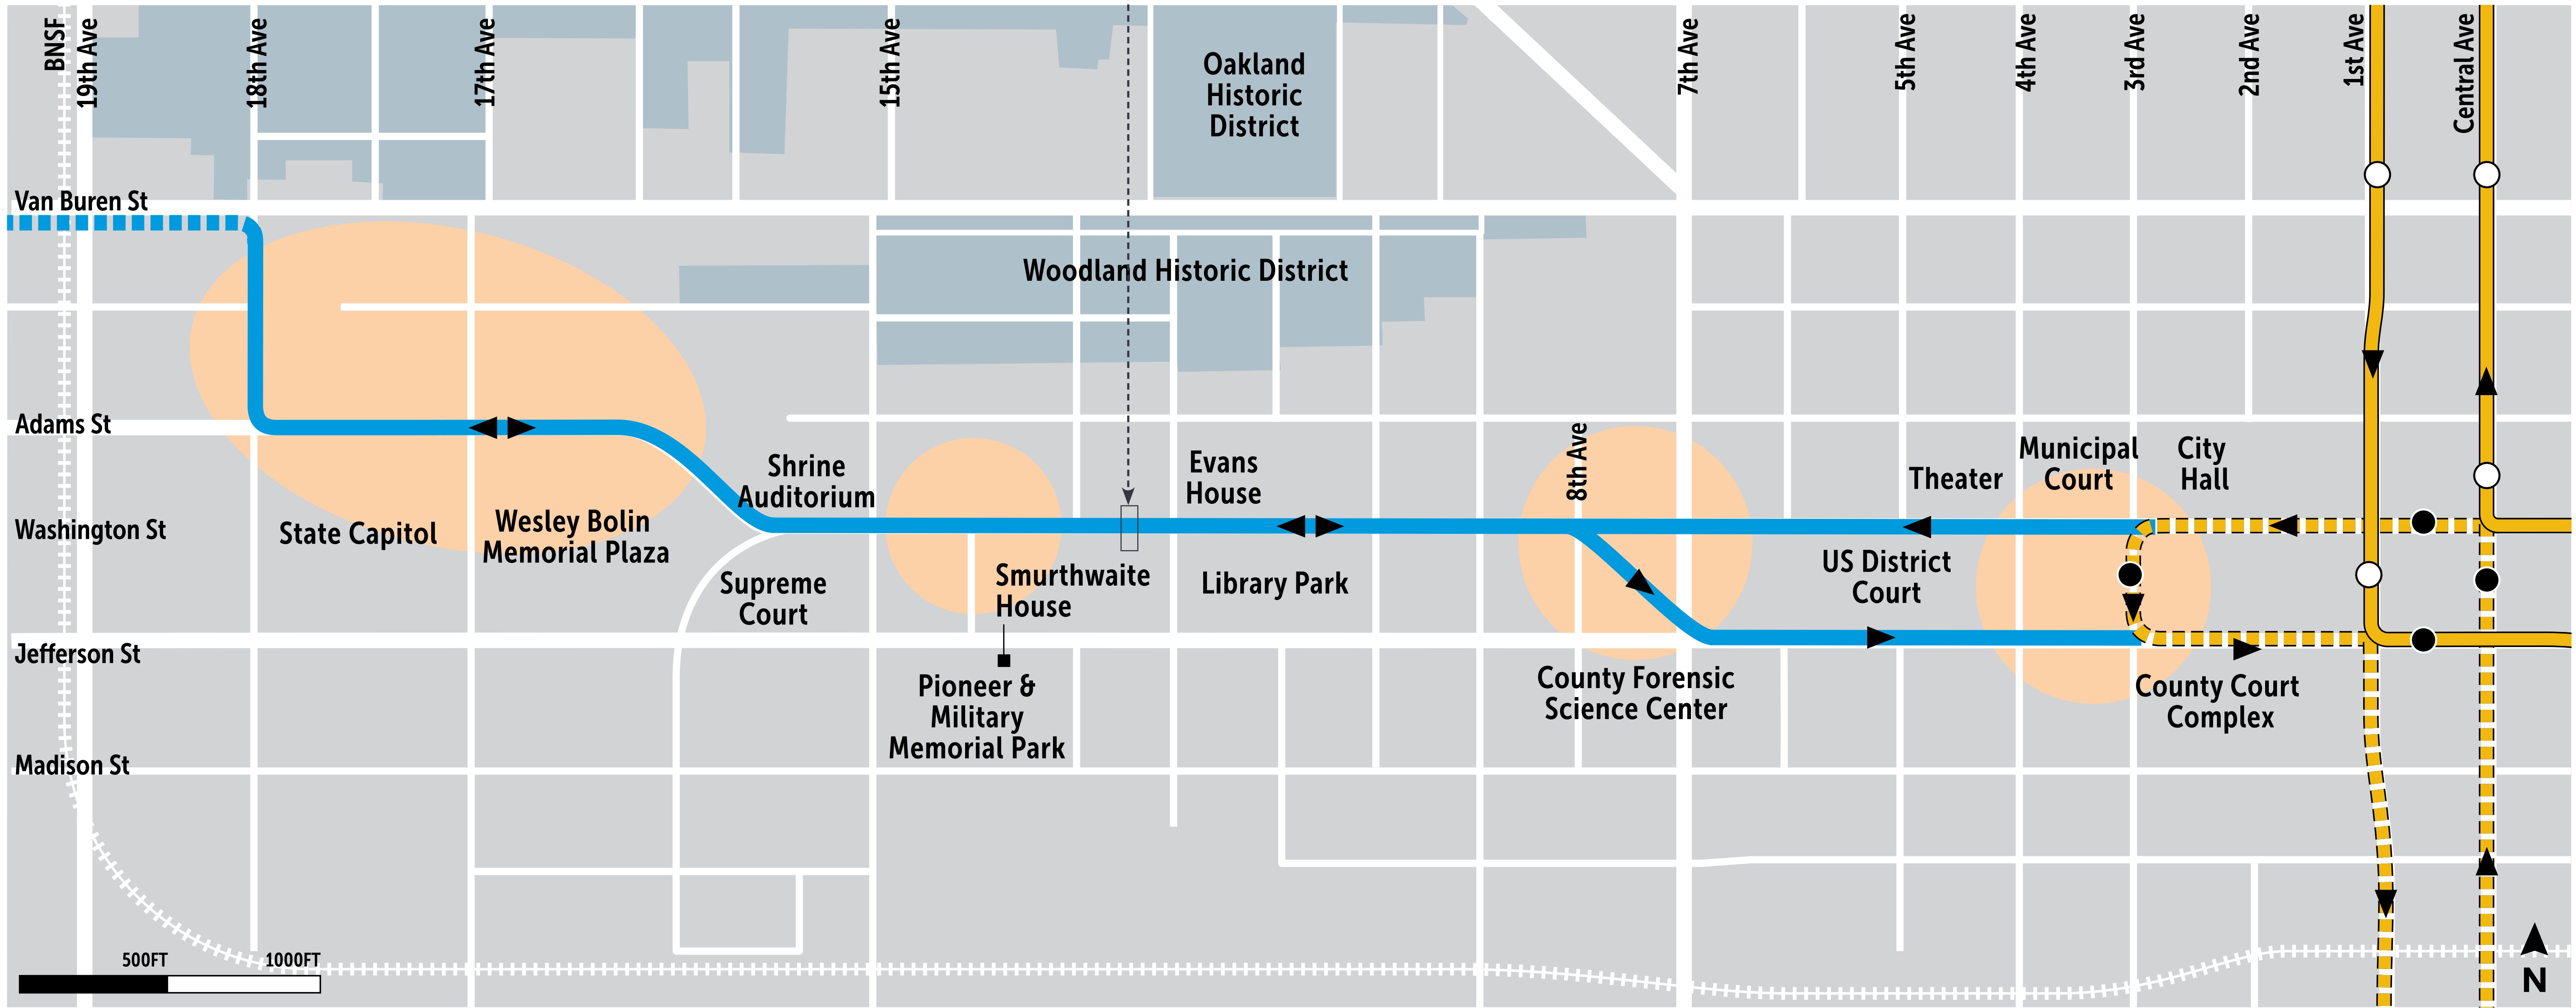 BNSF
19th Ave
18th Ave
17th Ave
15th Ave
Oakland
Historic
District
7th Ave
5th Ave
4th Ave
3rd Ave
2nd Ave
1st Ave
Central Ave
Van Buren St
Woodland Historic District
Adams St
Washington St
State Capitol
Wesley Bolin
Memorial Plaza
Shrine
Auditorium
Supreme
Court
Smurthwaite
House
Pioneer &
Military
Memorial Park
Evans
House
Library Park
8th Ave
County Forensic
Science Center
Theater
Municipal
Court
City
Hall
US District
Court
County Court
Complex
Jefferson St
Madison St
500FT
1000FT
N